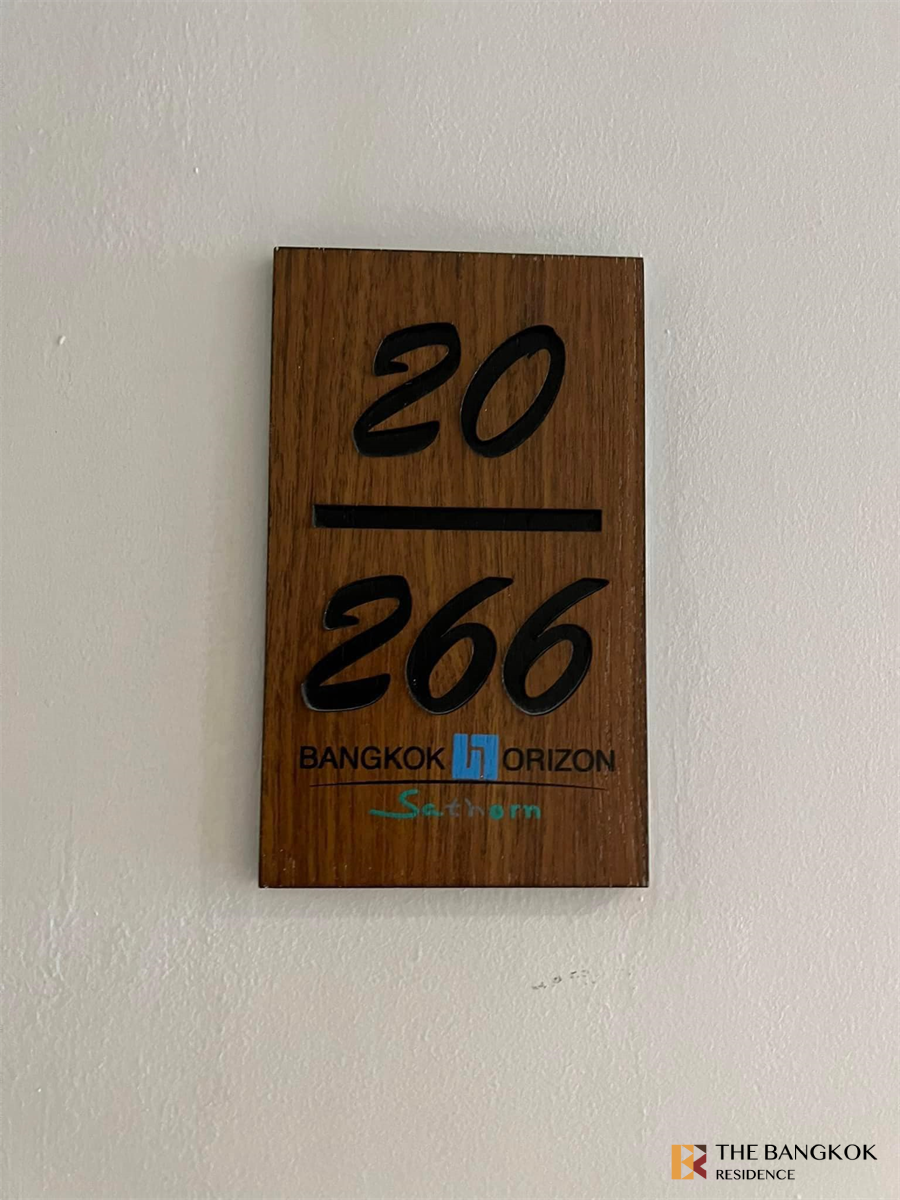 20
266
BANGKOK HORIZON
Sathorn
THE BANGKOK
RESIDENCE